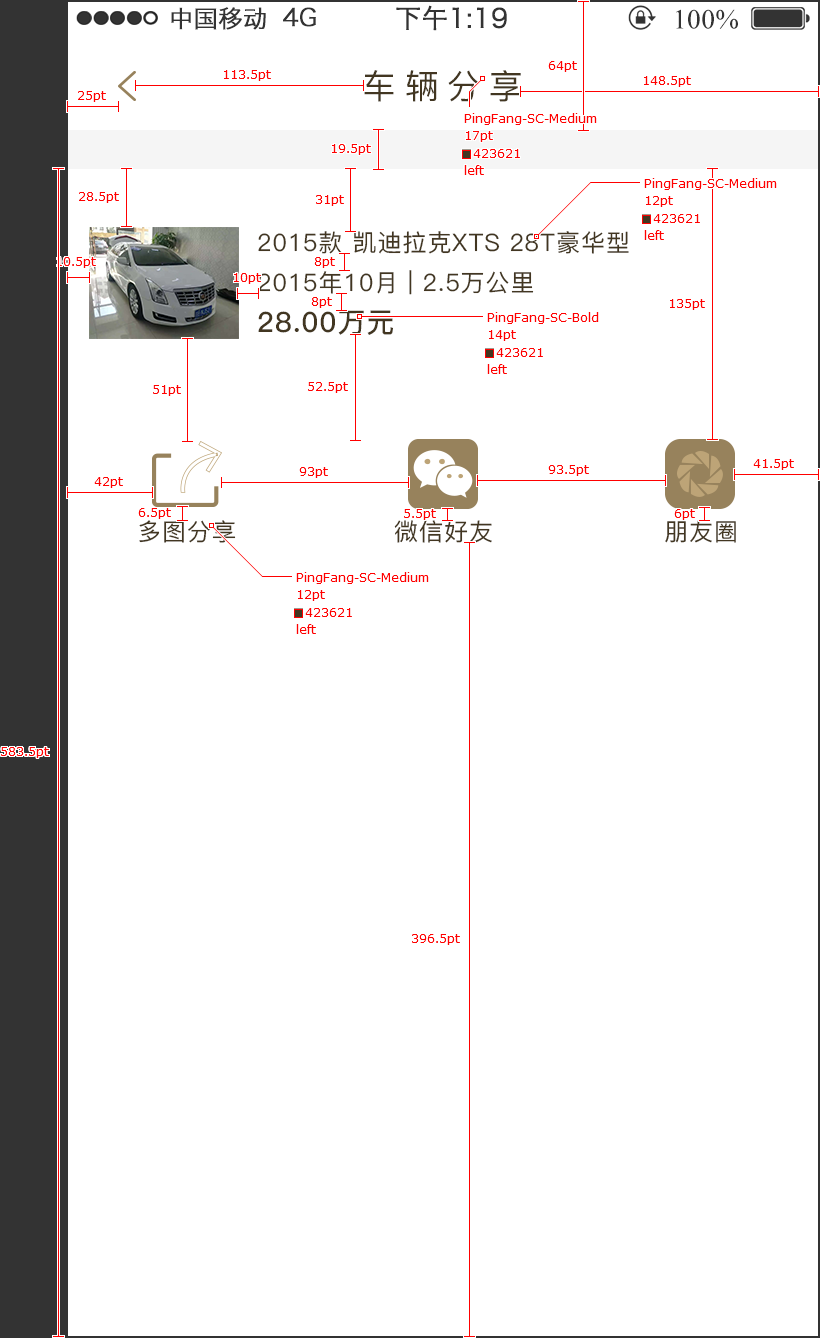 中国移动 4G 下午1:19 100%
64pt
113.5pt
148.5pt
25pt
车辆分享
PingFang-SC-Medium
17pt
423621
left
19.5pt
28.5pt
31pt
PingFang-SC-Medium
12pt
423621
left
2015款 凯迪拉克XTS 28T豪华型
8pt
10.5pt
10pt
2015年10月 | 2.5万公里
8pt
135pt
28.00万元
PingFang-SC-Bold
14pt
423621
left
51pt
52.5pt
42pt
93pt
93.5pt
41.5pt
6.5pt
5.5pt
6pt
多图分享
微信好友
朋友圈
PingFang-SC-Medium
12pt
423621
left
583.5pt
396.5pt